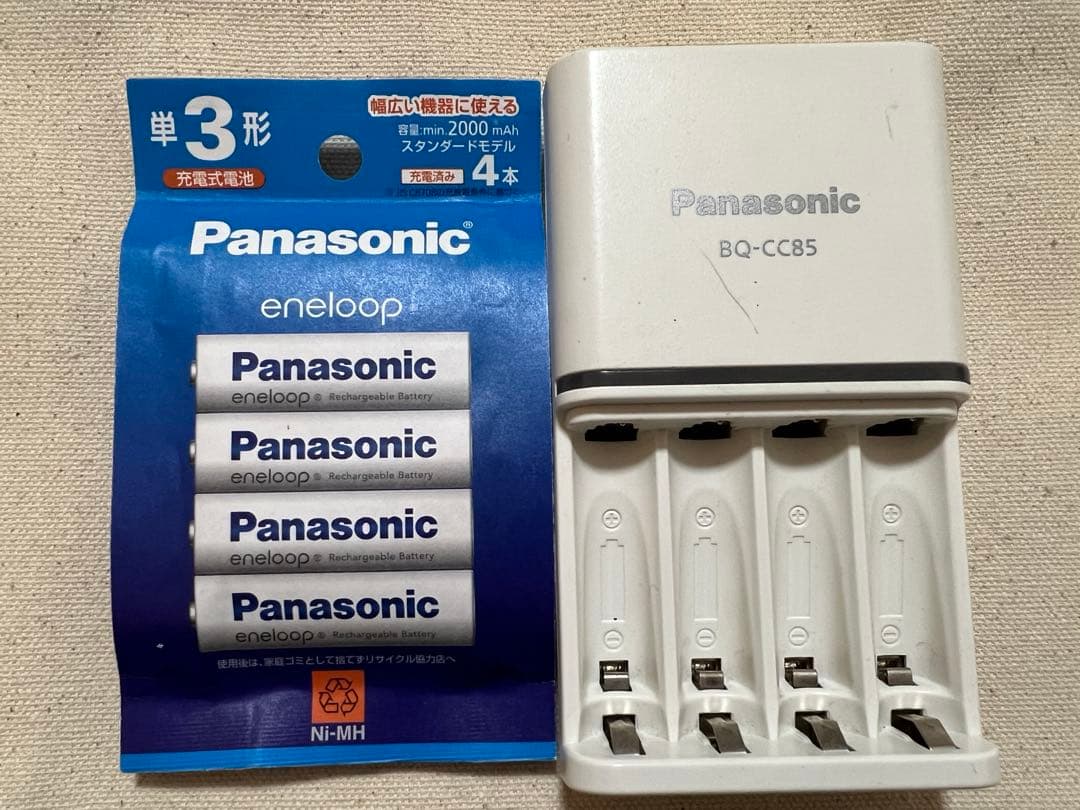 単3形
充電式電池
幅広い機器に使える
容量:min.2000 mAh
スタンダードモデル
充電済み 4本
Panasonic®
eneloop
Panasonic
eneloop® Rechargeable Battery
Panasonic
eneloop® Rechargeable Battery
Panasonic
eneloop® Rechargeable Battery
Panasonic
eneloop® Rechargeable Battery
使用後は、家庭ゴミとして捨てずリサイクル協力店へ
Ni-MH
Panasonic
BQ-CC85